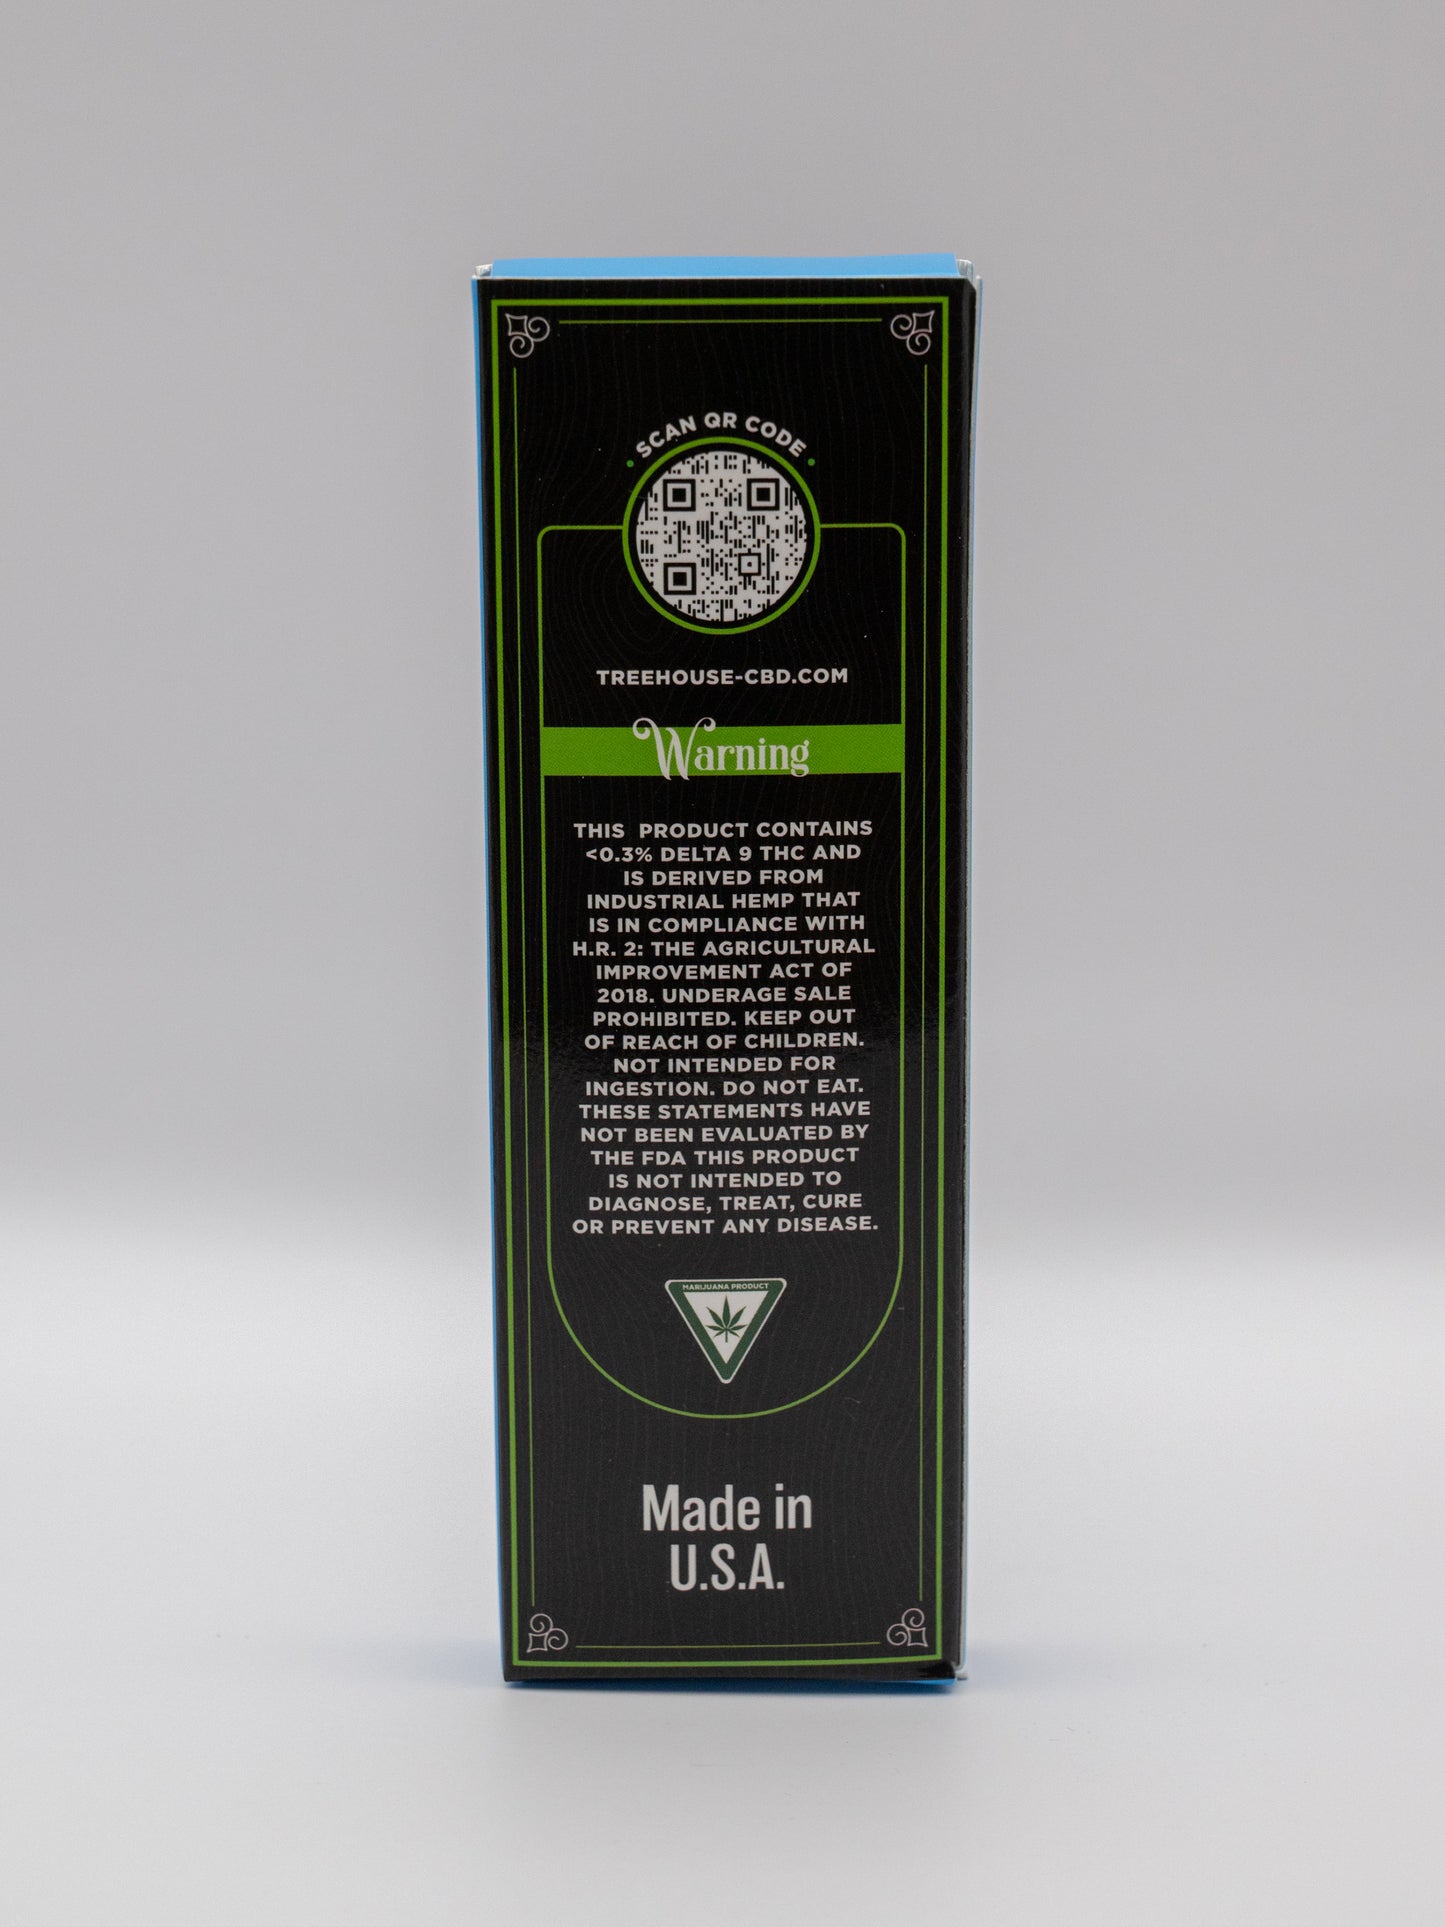 SCAN QR CODE
TREEHOUSE-CBD.COM
Warning
THIS PRODUCT CONTAINS
<0.3% DELTA 9 THC AND
IS DERIVED FROM
INDUSTRIAL HEMP THAT
IS IN COMPLIANCE WITH
H.R. 2: THE AGRICULTURAL
IMPROVEMENT ACT OF
2018. UNDERAGE SALE
PROHIBITED. KEEP OUT
OF REACH OF CHILDREN.
NOT INTENDED FOR
INGESTION. DO NOT EAT.
THESE STATEMENTS HAVE
NOT BEEN EVALUATED BY
THE FDA THIS PRODUCT
IS NOT INTENDED TO
DIAGNOSE, TREAT, CURE
OR PREVENT ANY DISEASE.
MARIJUANA PRODUCT
Made in
U.S.A.